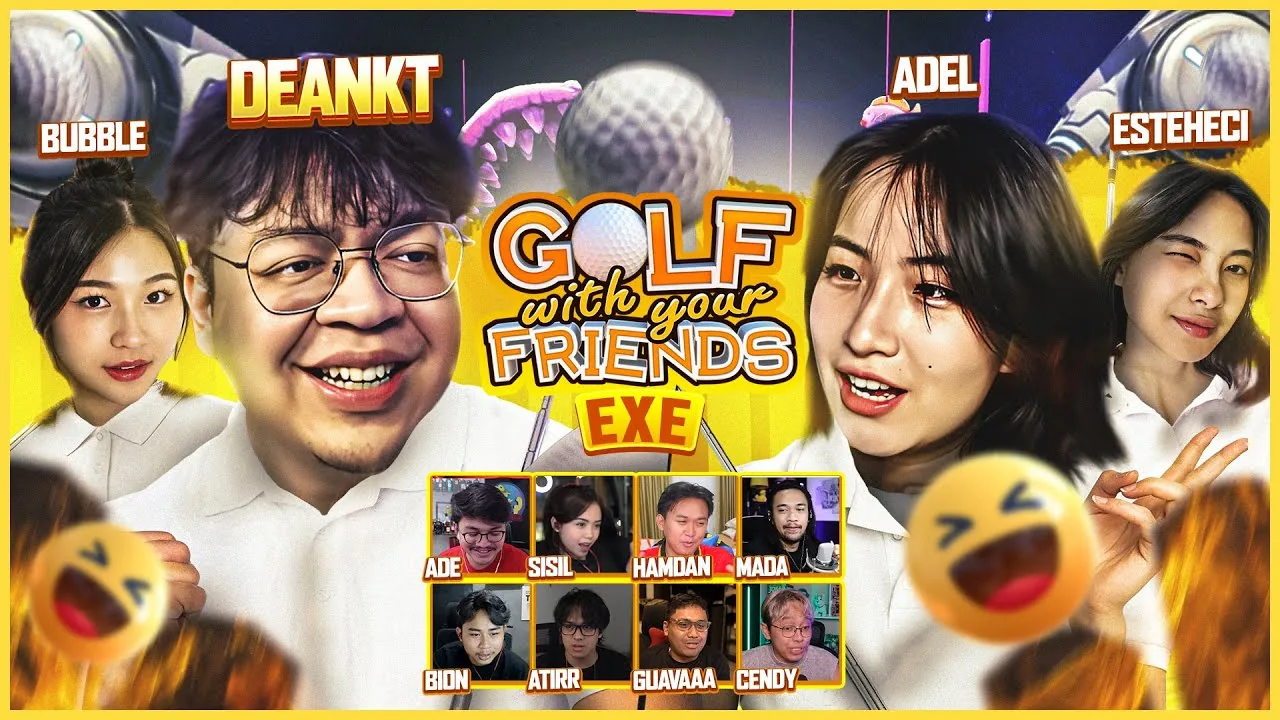 BUBBLE
DEANKT
ADEL
ESTEHECI
GOLF
with your
FRIENDS
EXE
ADE
SISIL
HAMDAN
MADA
BION
ATIRR
GUAVAAA
CENDY